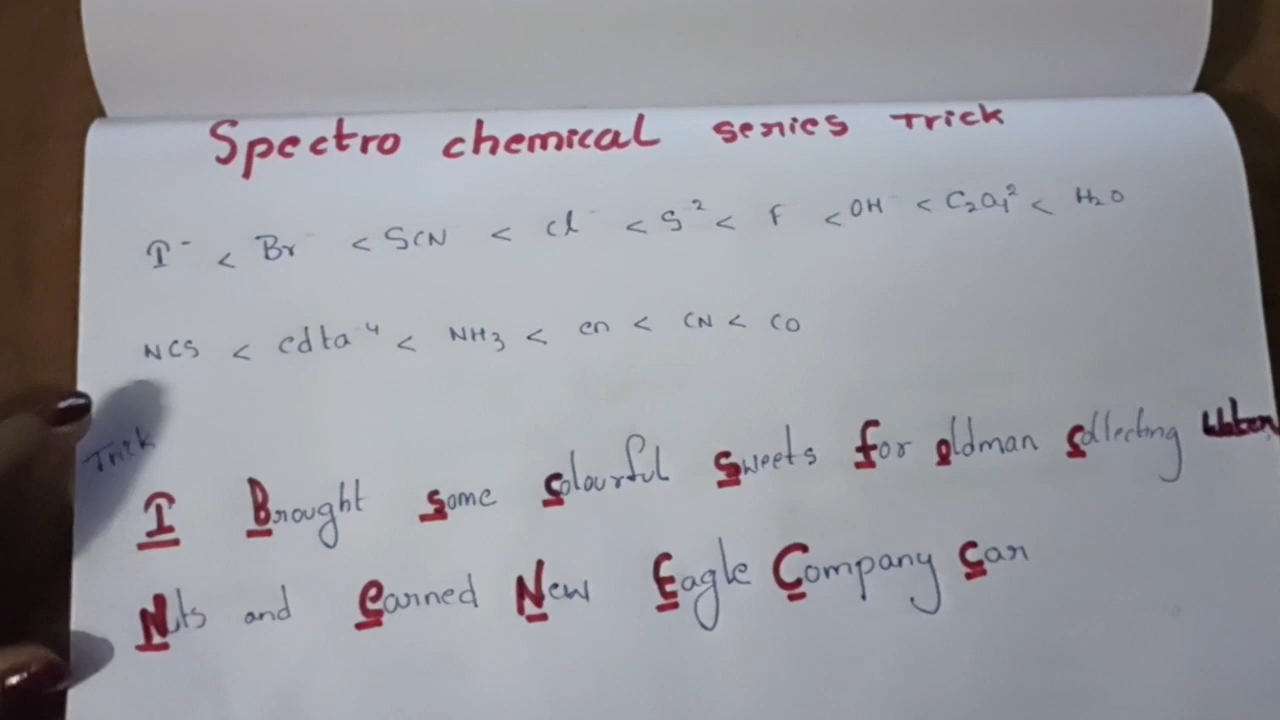 Spectro chemical series Trick
I⁻ < Br⁻ < SCN < Cl⁻ < S² < F < OH⁻ < C₂O₄² < H₂O
NCS < edta⁴ < NH₃ < en < CN < CO
Trick
I Brought some colourful Sweets for oldman collecting Water
Nuts and earned New Eagle Company Car